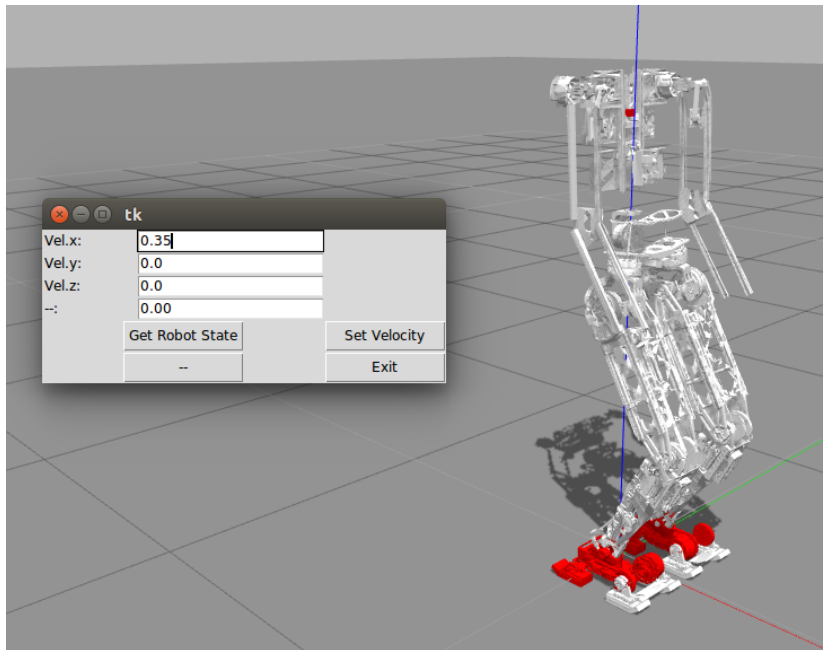 tk
Vel.x: 0.35
Vel.y: 0.0
Vel.z: 0.0
--: 0.00
Get Robot State Set Velocity
-- Exit